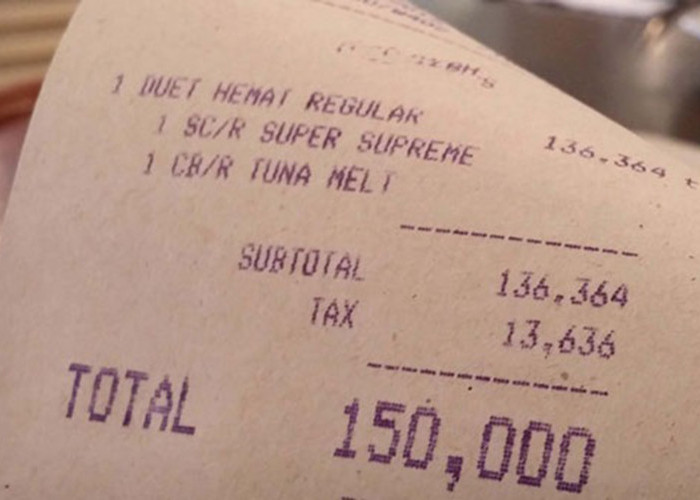 1 DUET HEMAT REGULAR 136,364 t
1 SC/R SUPER SUPREME
1 CB/R TUNA MELT
SUBTOTAL 136,364
TAX 13,636
TOTAL 150,000